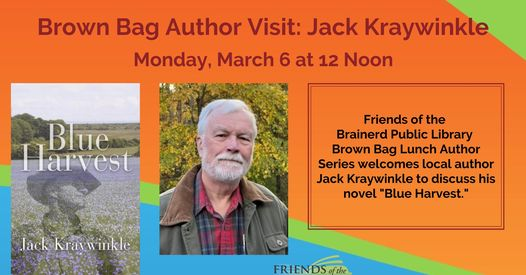 Brown Bag Author Visit: Jack Kraywinkle
Monday, March 6 at 12 Noon
Blue
Harvest
Jack Kraywinkle
Friends of the
Brainerd Public Library
Brown Bag Lunch Author
Series welcomes local author
Jack Kraywinkle to discuss his
novel "Blue Harvest."
FRIENDS of the